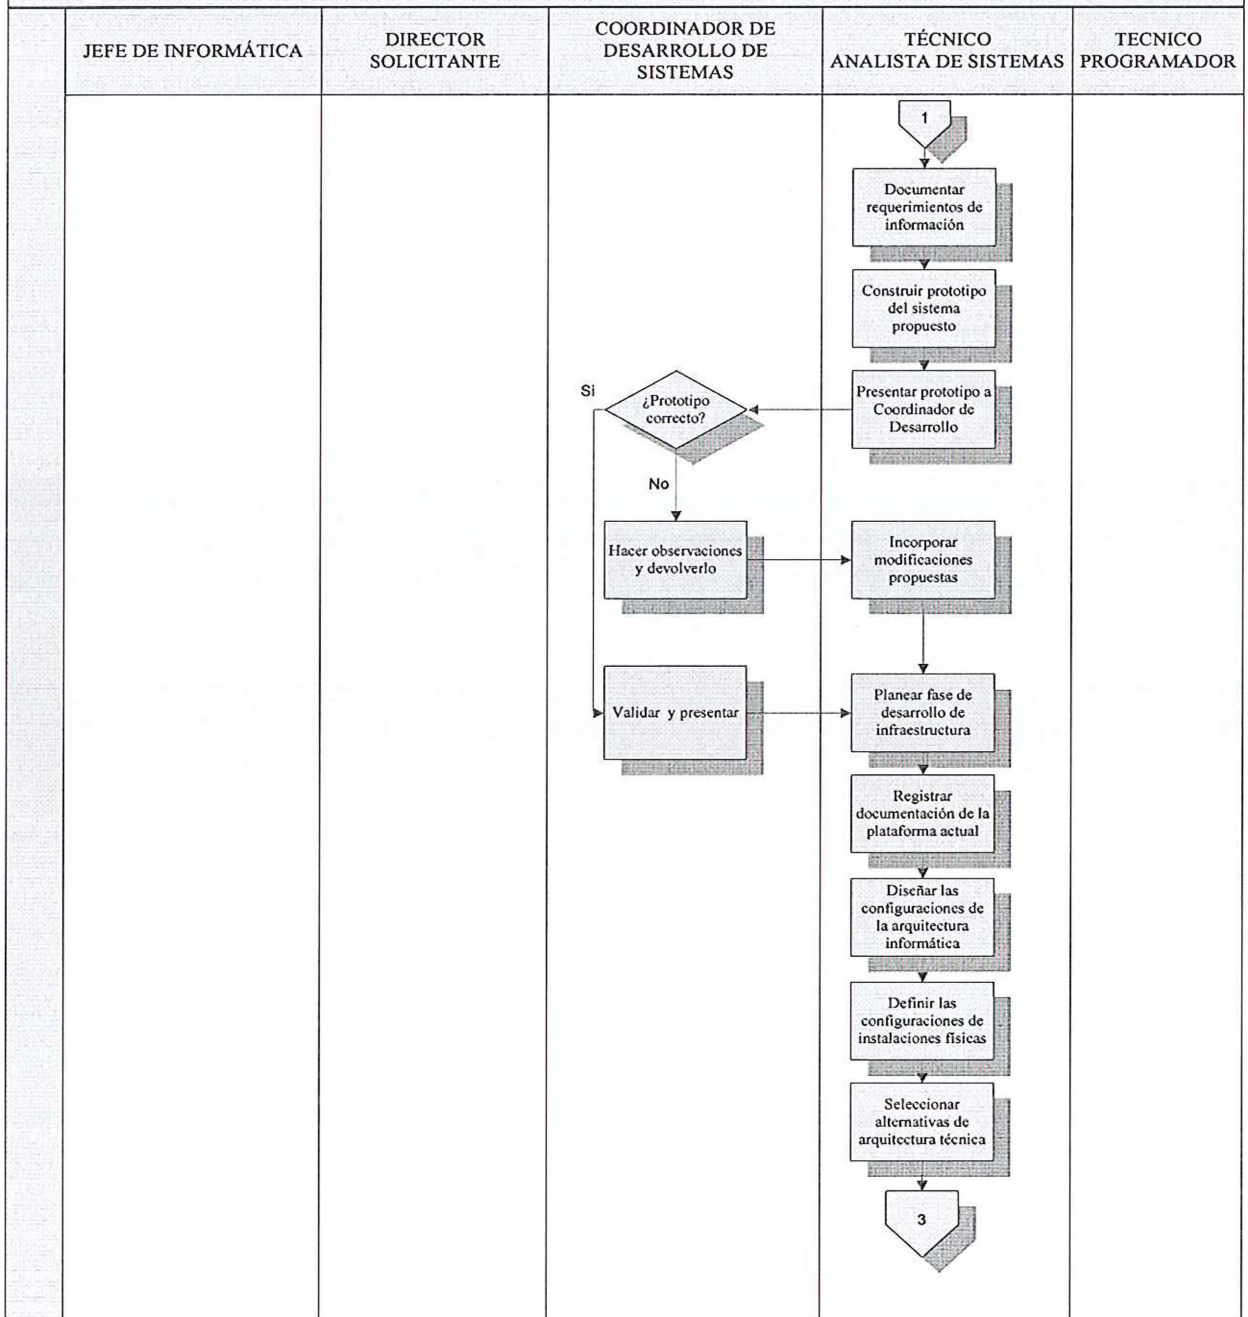 JEFE DE INFORMÁTICA
DIRECTOR
SOLICITANTE
COORDINADOR DE
DESARROLLO DE
SISTEMAS
TÉCNICO
ANALISTA DE SISTEMAS
TECNICO
PROGRAMADOR
1
Documentar
requerimientos de
información
Construir prototipo
del sistema
propuesto
Presentar prototipo a
Coordinador de
Desarrollo
Si
¿Prototipo
correcto?
No
Hacer observaciones
y devolverlo
Incorporar
modificaciones
propuestas
Validar y presentar
Planear fase de
desarrollo de
infraestructura
Registrar
documentación de la
plataforma actual
Diseñar las
configuraciones de
la arquitectura
informática
Definir las
configuraciones de
instalaciones físicas
Seleccionar
alternativas de
arquitectura técnica
3